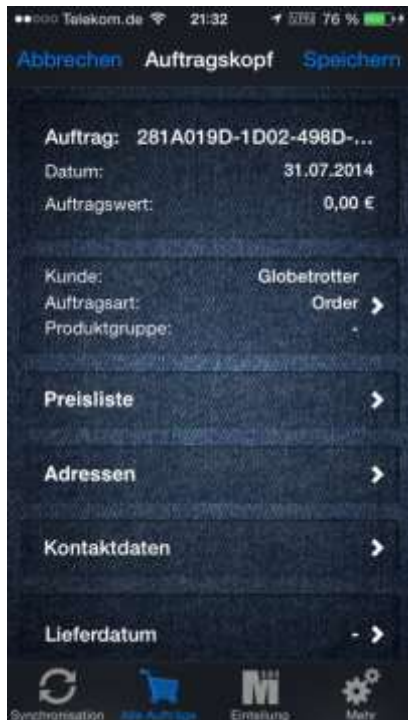 Telekom.de 21:32 76 %
Abbrechen Auftragskopf Speichern
Auftrag: 281A019D-1D02-498D-...
Datum: 31.07.2014
Auftragswert: 0,00 €
Kunde: Globetrotter
Auftragsart: Order
Produktgruppe: -
Preisliste
Adressen
Kontaktdaten
Lieferdatum -
Synchronisation Alle Aufträge Einteilung Mehr